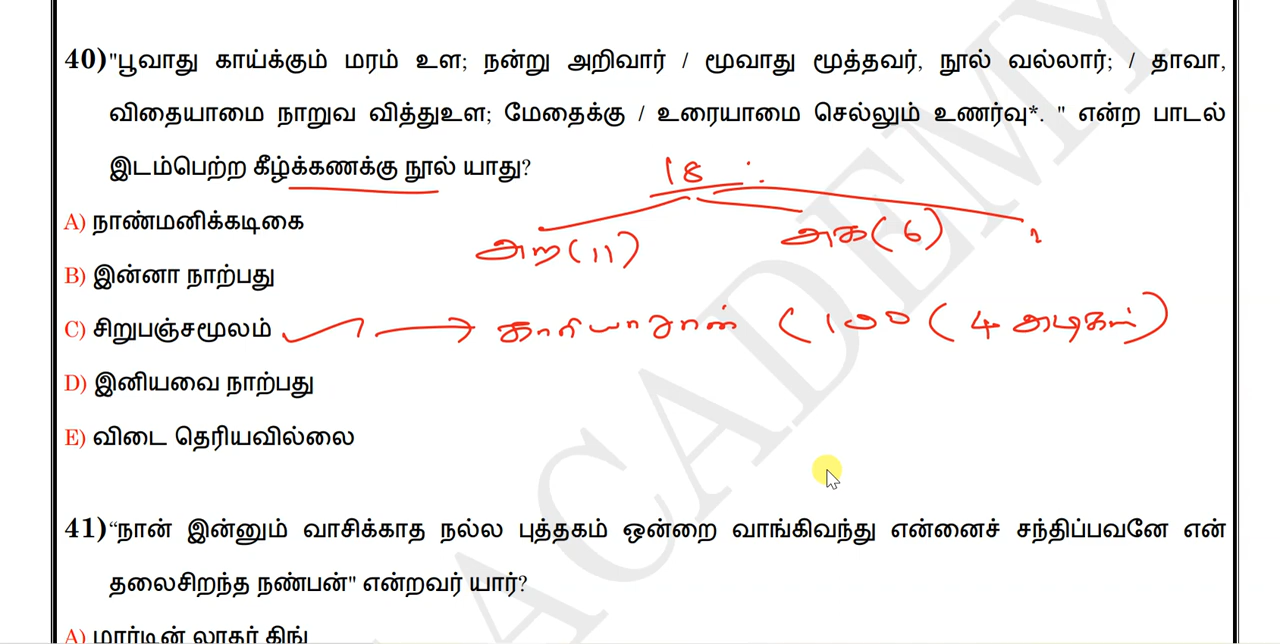 40) "பூவாது காய்க்கும் மரம் உள; நன்று அறிவார் / மூவாது மூத்தவர், நூல் வல்லார்; / தாவா,
விதையாமை நாறுவ வித்துஉள; மேதைக்கு / உரையாமை செல்லும் உணர்வு*. " என்ற பாடல்
இடம்பெற்ற கீழ்க்கணக்கு நூல் யாது?
18
A) நாண்மனிக்கடிகை
அற (11) அக (6)
B) இன்னா நாற்பது
C) சிறுபஞ்சமூலம் காரியாசான் (100 (4 அடிகள்)
D) இனியவை நாற்பது
E) விடை தெரியவில்லை
41) “நான் இன்னும் வாசிக்காத நல்ல புத்தகம் ஒன்றை வாங்கிவந்து என்னைச் சந்திப்பவனே என்
தலைசிறந்த நண்பன்" என்றவர் யார்?
A) மார்டின் லூதர் கிங்
ACADEMY